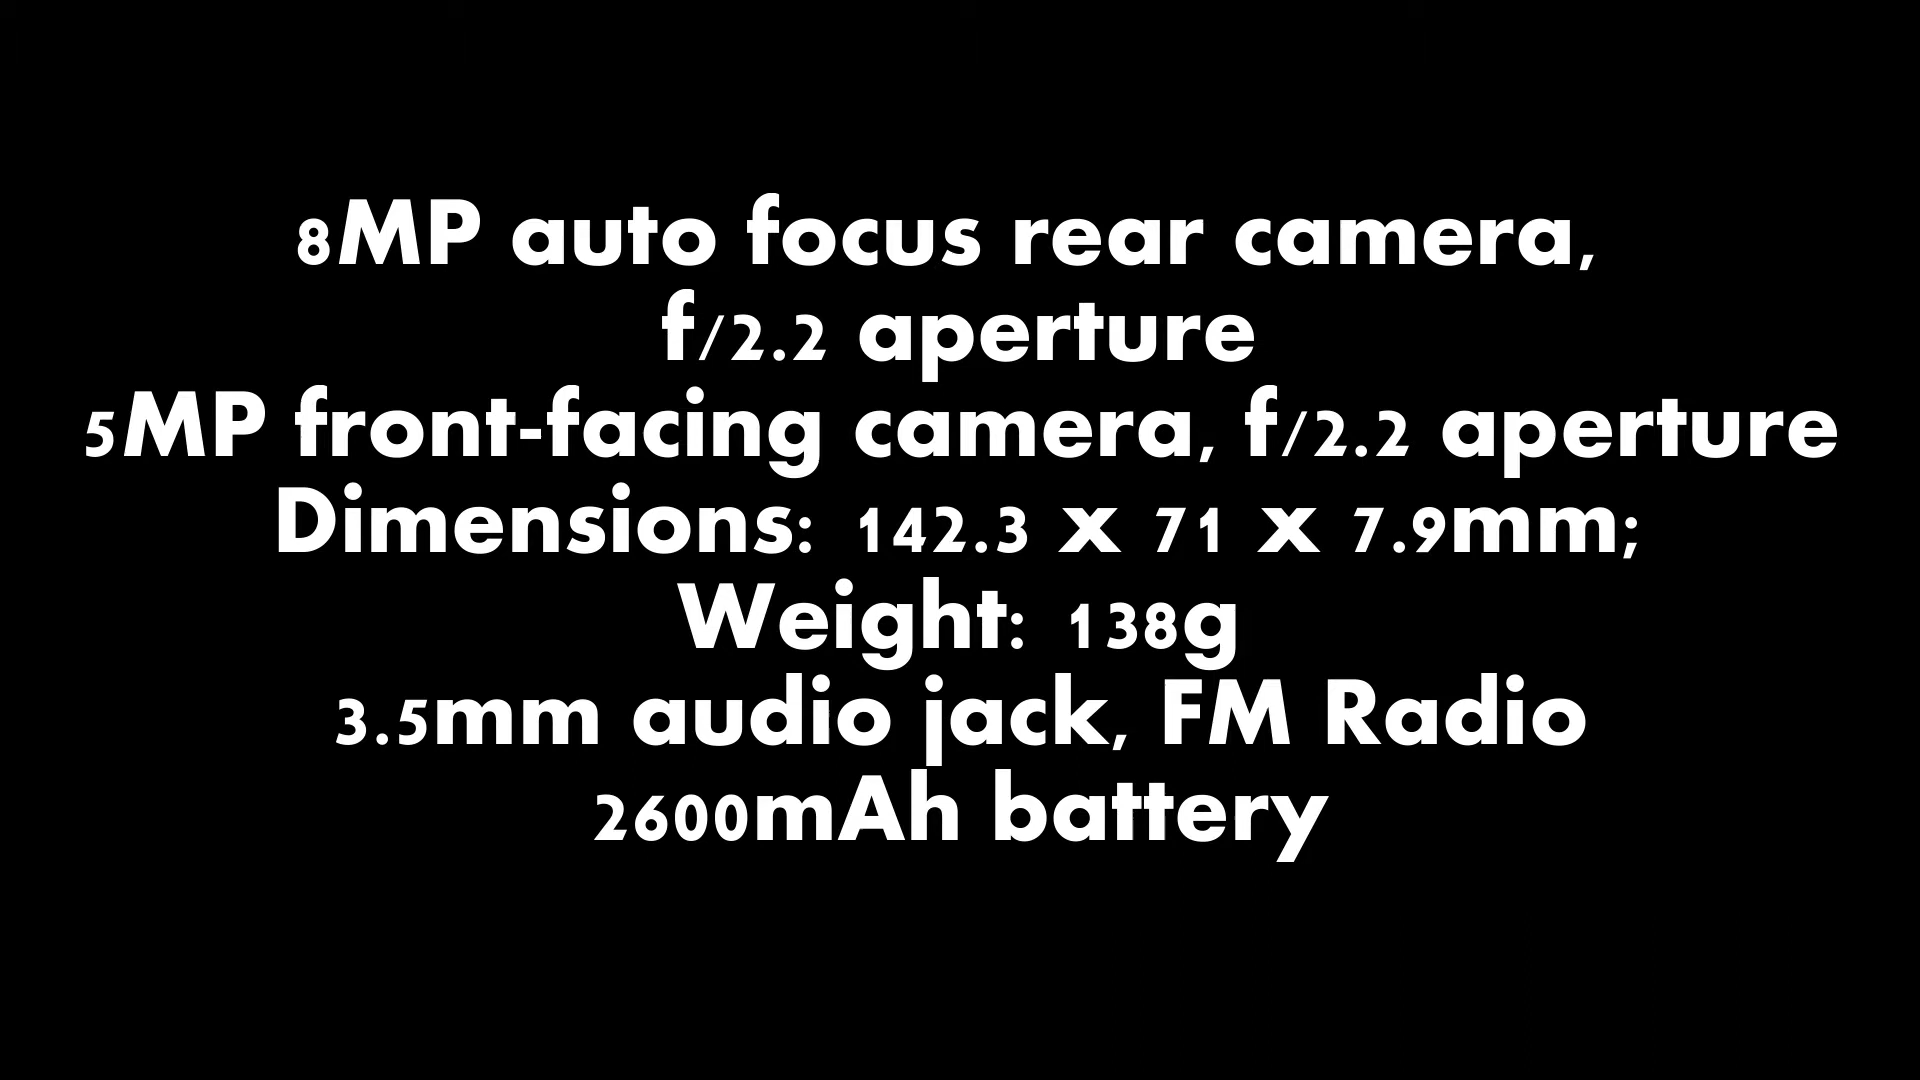 8MP auto focus rear camera,
f/2.2 aperture
5MP front-facing camera, f/2.2 aperture
Dimensions: 142.3 x 71 x 7.9mm;
Weight: 138g
3.5mm audio jack, FM Radio
2600mAh battery